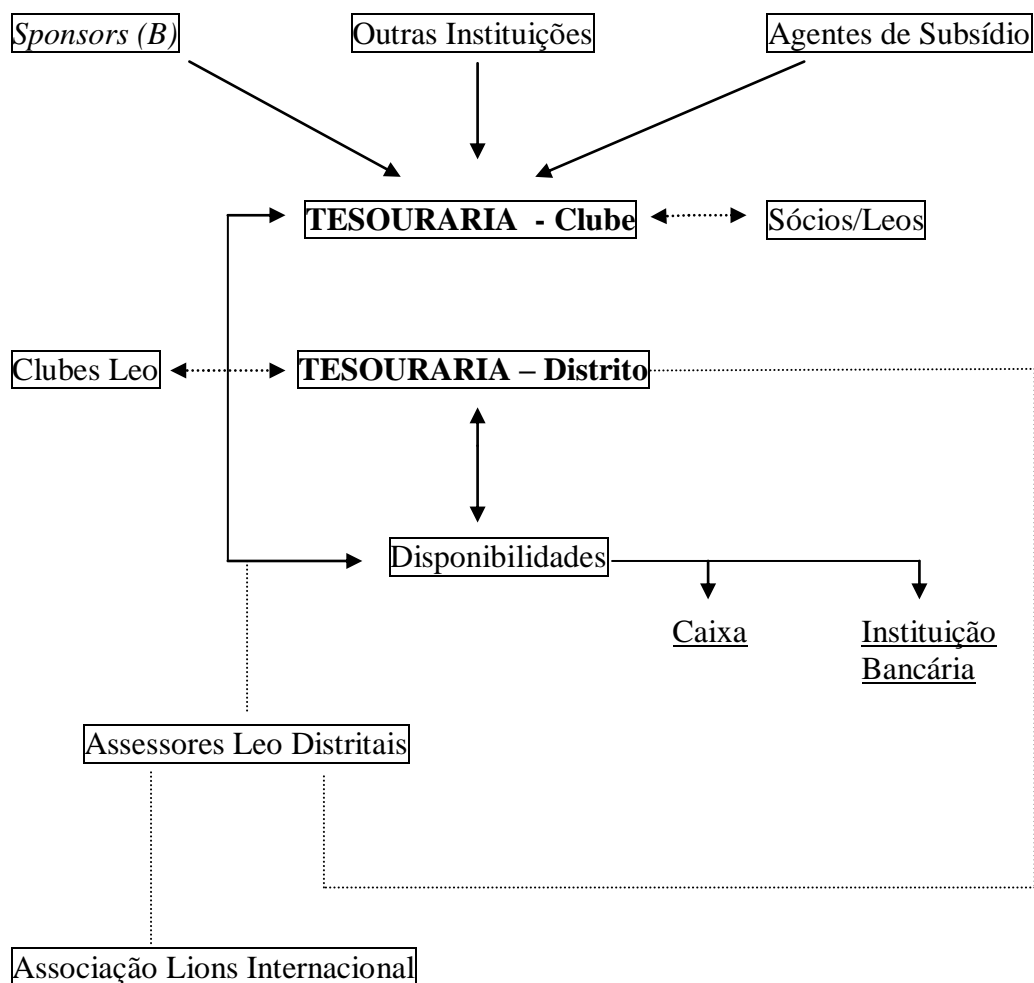 Sponsors (B)
Outras Instituições
Agentes de Subsídio
TESOURARIA - Clube
Sócios/Leos
Clubes Leo
TESOURARIA – Distrito
Disponibilidades
Caixa
Instituição
Bancária
Assessores Leo Distritais
Associação Lions Internacional